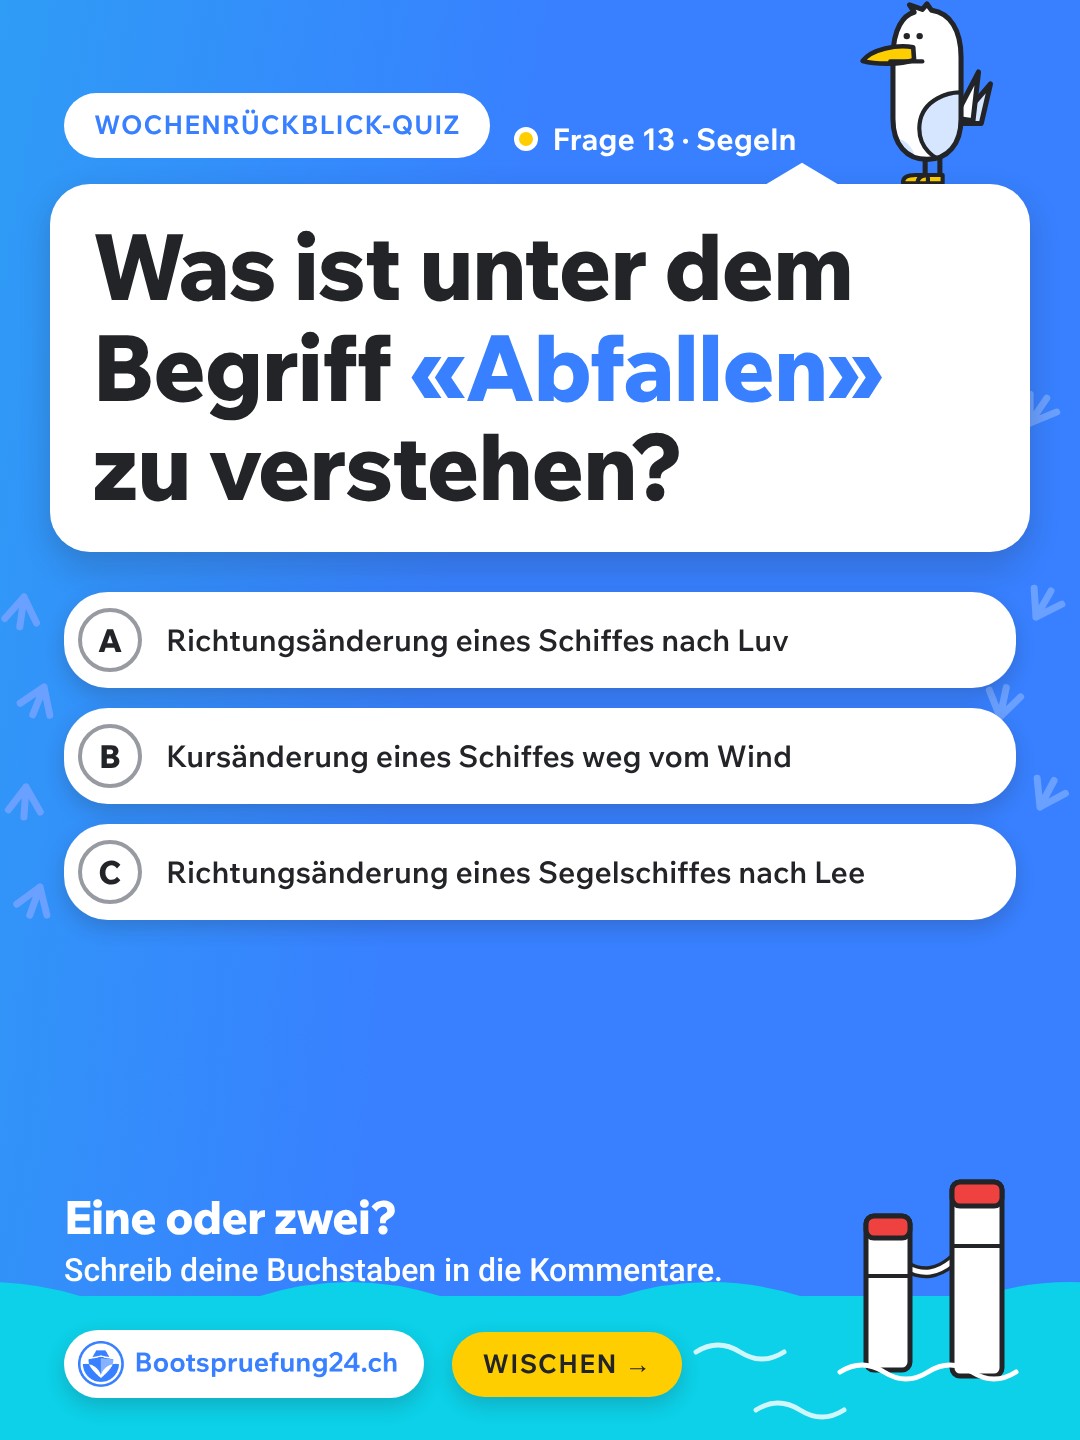 WOCHENRÜCKBLICK-QUIZ
Frage 13 · Segeln
Was ist unter dem
Begriff «Abfallen»
zu verstehen?
A Richtungsänderung eines Schiffes nach Luv
B Kursänderung eines Schiffes weg vom Wind
C Richtungsänderung eines Segelschiffes nach Lee
Eine oder zwei?
Schreib deine Buchstaben in die Kommentare.
Bootspruefung24.ch
WISCHEN →